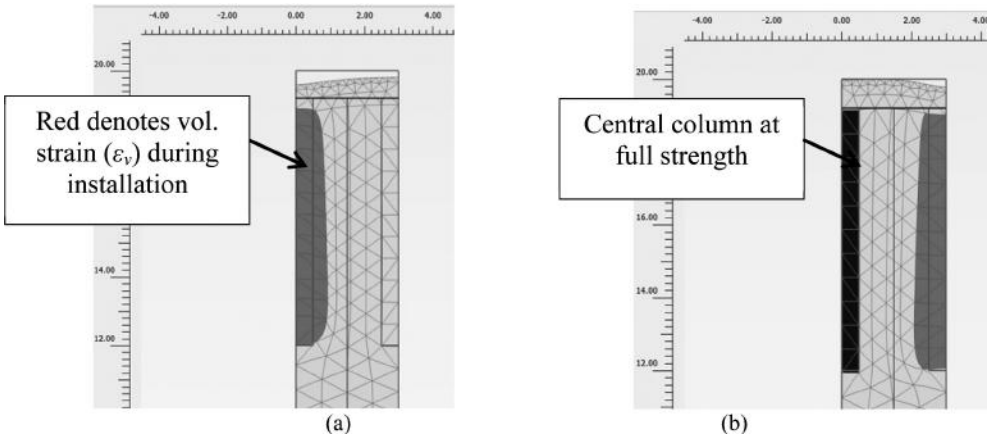 -4.00 -2.00 0.00 2.00 4.00
20.00
Red denotes vol.
strain (εᵥ) during
installation
14.00
12.00
(a)
-4.00 -2.00 0.00 2.00 4.00
20.00
Central column at
full strength
16.00
14.00
12.00
(b)